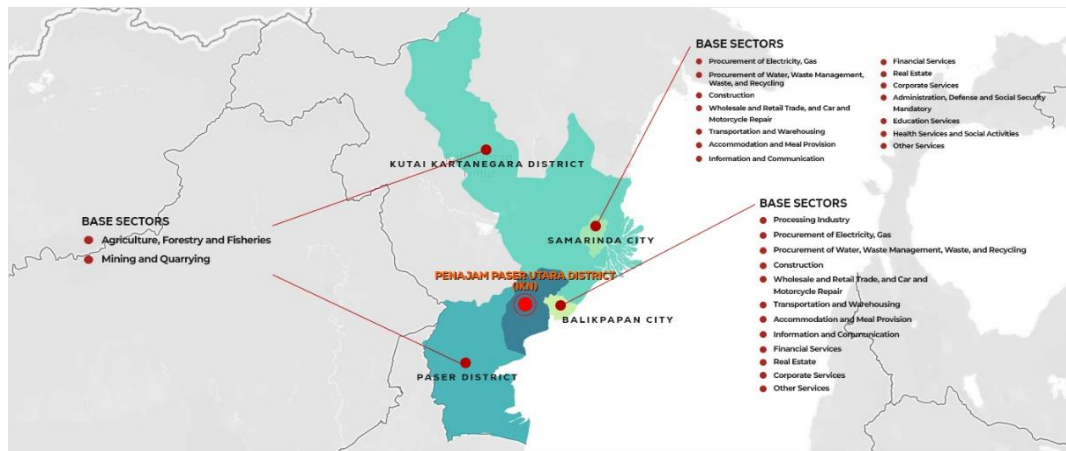 BASE SECTORS
Procurement of Electricity, Gas
Procurement of Water, Waste Management,
Waste, and Recycling
Construction
Wholesale and Retail Trade, and Car and
Motorcycle Repair
Transportation and Warehousing
Accommodation and Meal Provision
Information and Communication
Financial Services
Real Estate
Corporate Services
Administration, Defense and Social Security
Mandatory
Education Services
Health Services and Social Activities
Other Services
KUTAI KARTANEGARA DISTRICT
BASE SECTORS
Agriculture, Forestry and Fisheries
Mining and Quarrying
SAMARINDA CITY
PENAJAM PASER UTARA DISTRICT
(IKN)
BALIKPAPAN CITY
PASER DISTRICT
BASE SECTORS
Processing Industry
Procurement of Electricity, Gas
Procurement of Water, Waste Management, Waste, and Recycling
Construction
Wholesale and Retail Trade, and Car and
Motorcycle Repair
Transportation and Warehousing
Accommodation and Meal Provision
Information and Communication
Financial Services
Real Estate
Corporate Services
Other Services